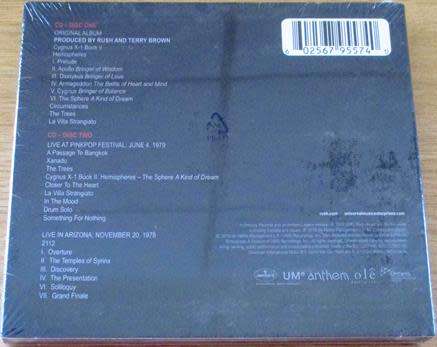 CD - DISC ONE
ORIGINAL ALBUM
PRODUCED BY RUSH AND TERRY BROWN
Cygnus X-1 Book II
Hemispheres
I. Prelude
II. Apollo Bringer of Wisdom
III. Dionysus Bringer of Love
IV. Armageddon The Battle of Heart and Mind
V. Cygnus Bringer of Balance
VI. The Sphere A Kind of Dream
Circumstances
The Trees
La Villa Strangiato
CD - DISC TWO
LIVE AT PINKPOP FESTIVAL: JUNE 4, 1979
A Passage To Bangkok
Xanadu
The Trees
Cygnus X-1 Book II: Hemispheres – The Sphere A Kind of Dream
Closer To The Heart
La Villa Strangiato
In The Mood
Drum Solo
Something For Nothing
LIVE IN ARIZONA: NOVEMBER 20, 1978
2112
I. Overture
II. The Temples of Syrinx
III. Discovery
IV. The Presentation
VI. Soliloquy
VII. Grand Finale
6 02567 95574
rush.com universalmusicenterprises.com
UMe anthem olé